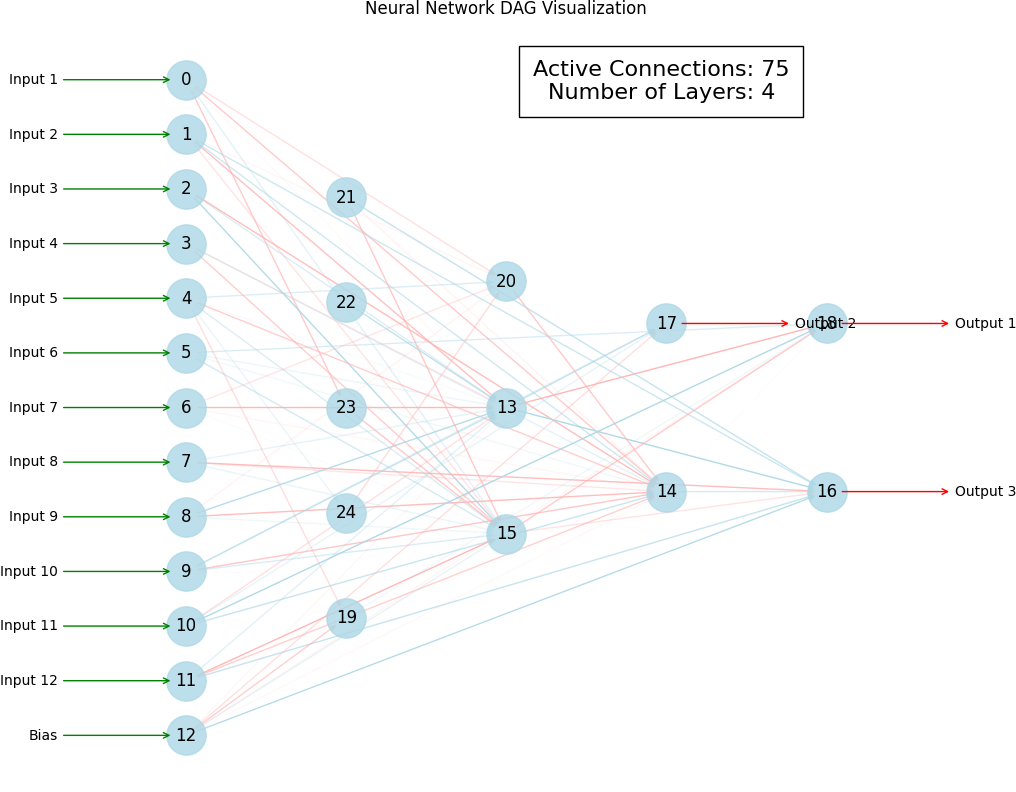 Neural Network DAG Visualization
Active Connections: 75
Number of Layers: 4
Input 1
0
Input 2
1
Input 3
2
21
Input 4
3
20
Input 5
4
22
17
Output 2
18
Output 1
Input 6
5
Input 7
6
23
13
Input 8
7
14
16
Output 3
Input 9
8
24
15
Input 10
9
Input 11
10
19
Input 12
11
Bias
12